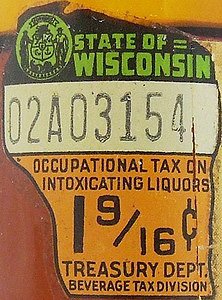 STATE OF =
WISCONSIN
02A03154
OCCUPATIONAL TAX ON
INTOXICATING LIQUORS
1 9/16 ¢
TREASURY DEPT.
BEVERAGE TAX DIVISION